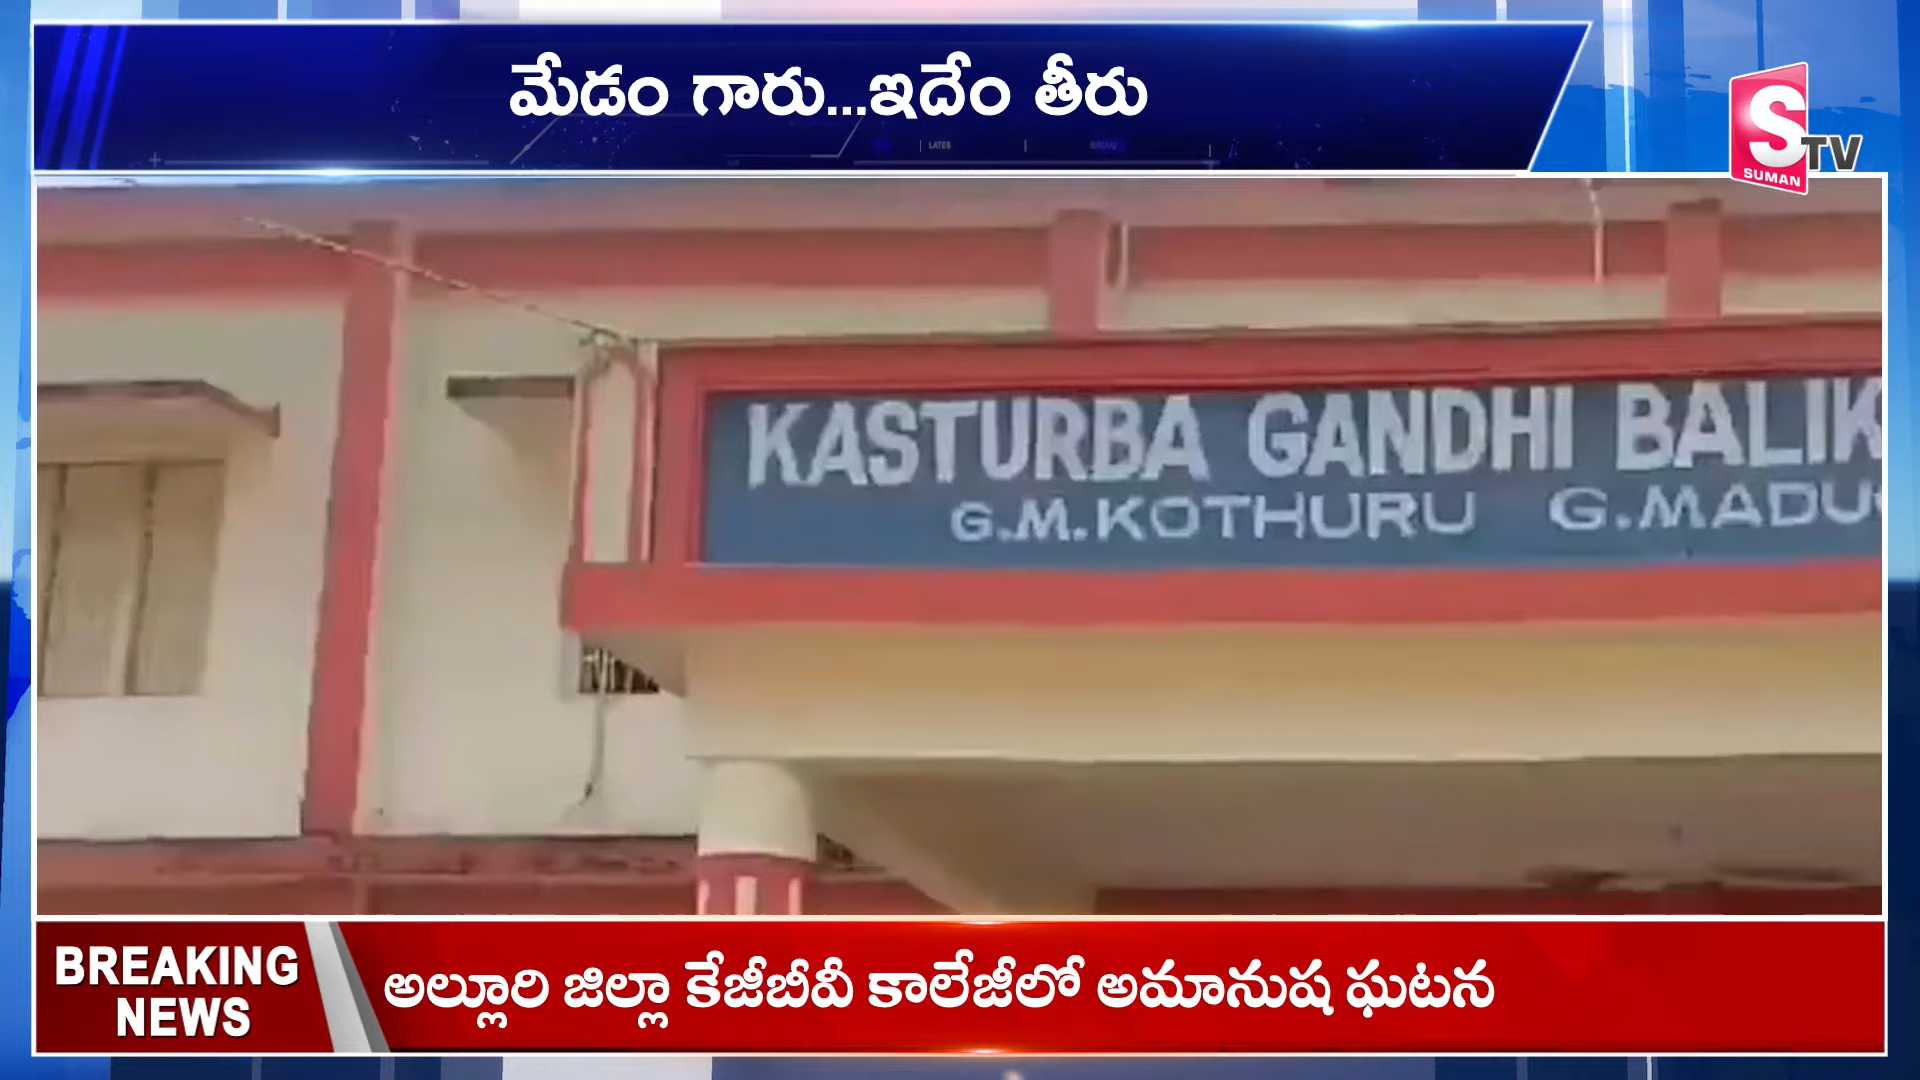 మేడం గారు...ఇదేం తీరు
S TV
SUMAN
KASTURBA GANDHI BALIK
G.M.KOTHURU G.MADU
BREAKING
NEWS
అల్లూరి జిల్లా కేజీబీవీ కాలేజీలో అమానుష ఘటన